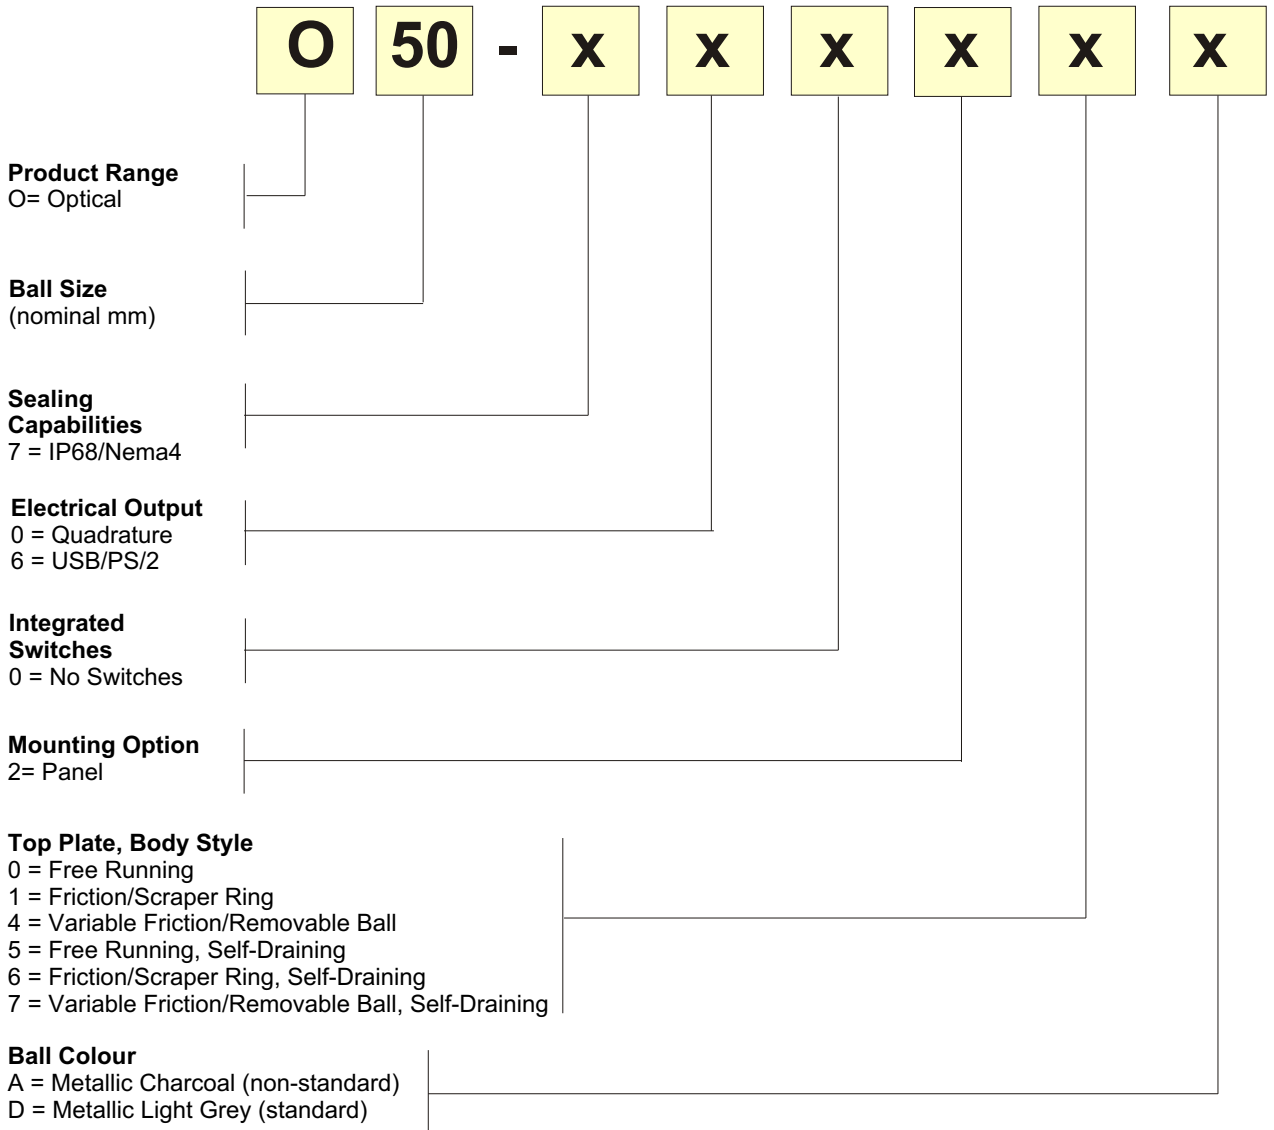 O 50 - x x x x x x
Product Range
O= Optical
Ball Size
(nominal mm)
Sealing
Capabilities
7 = IP68/Nema4
Electrical Output
0 = Quadrature
6 = USB/PS/2
Integrated
Switches
0 = No Switches
Mounting Option
2= Panel
Top Plate, Body Style
0 = Free Running
1 = Friction/Scraper Ring
4 = Variable Friction/Removable Ball
5 = Free Running, Self-Draining
6 = Friction/Scraper Ring, Self-Draining
7 = Variable Friction/Removable Ball, Self-Draining
Ball Colour
A = Metallic Charcoal (non-standard)
D = Metallic Light Grey (standard)